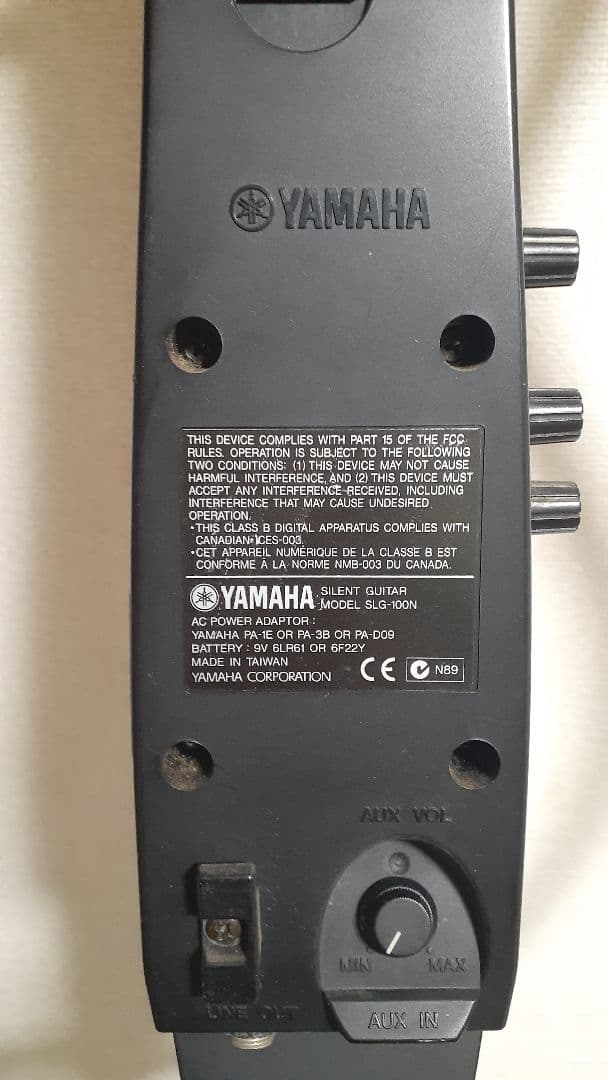 YAMAHA
THIS DEVICE COMPLIES WITH PART 15 OF THE FCC
RULES. OPERATION IS SUBJECT TO THE FOLLOWING
TWO CONDITIONS: (1) THIS DEVICE MAY NOT CAUSE
HARMFUL INTERFERENCE, AND (2) THIS DEVICE MUST
ACCEPT ANY INTERFERENCE RECEIVED, INCLUDING
INTERFERENCE THAT MAY CAUSE UNDESIRED
OPERATION.
•THIS CLASS B DIGITAL APPARATUS COMPLIES WITH
CANADIAN ICES-003.
•CET APPAREIL NUMÉRIQUE DE LA CLASSE B EST
CONFORME À LA NORME NMB-003 DU CANADA.
YAMAHA SILENT GUITAR
MODEL SLG-100N
AC POWER ADAPTOR :
YAMAHA PA-1E OR PA-3B OR PA-D09
BATTERY : 9V 6LR61 OR 6F22Y
MADE IN TAIWAN
YAMAHA CORPORATION
CE N89
AUX VOL
MIN MAX
LINE OUT
AUX IN